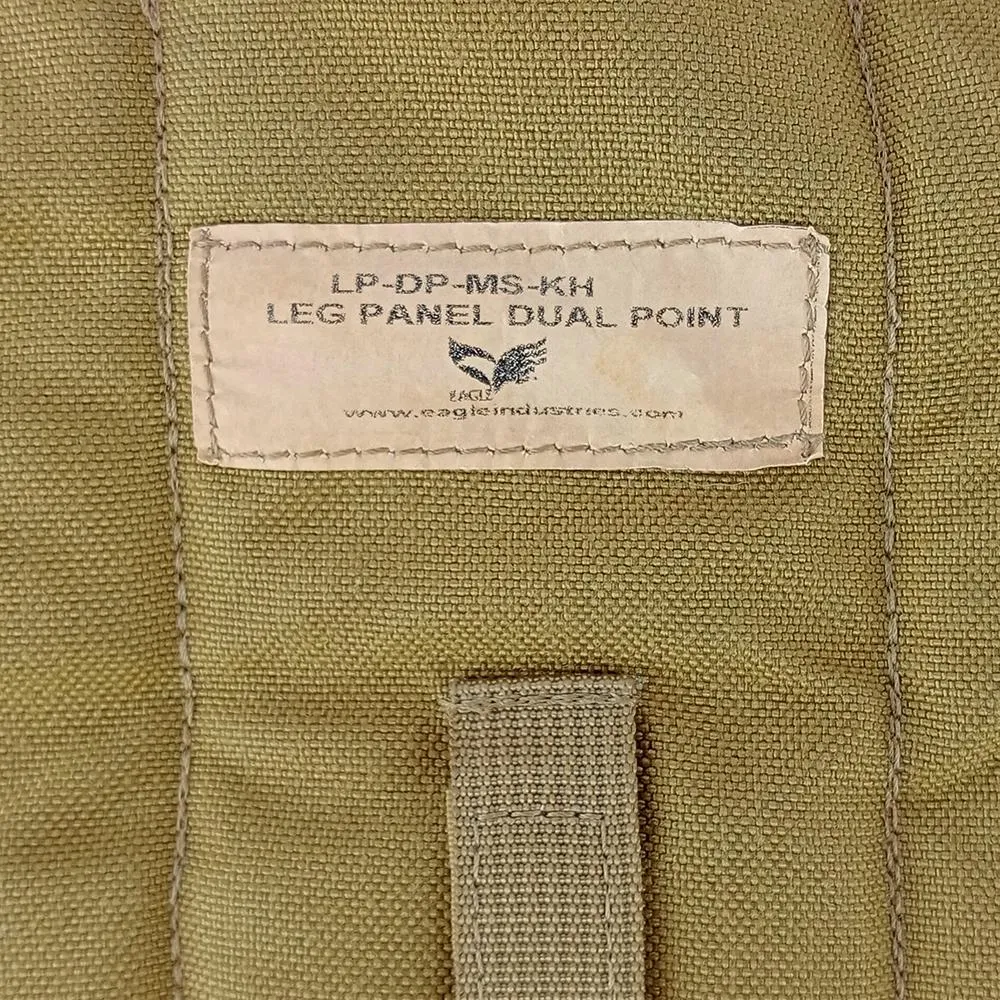 LP-DP-MS-KH
LEG PANEL DUAL POINT
EAGLE
www.eagleindustries.com